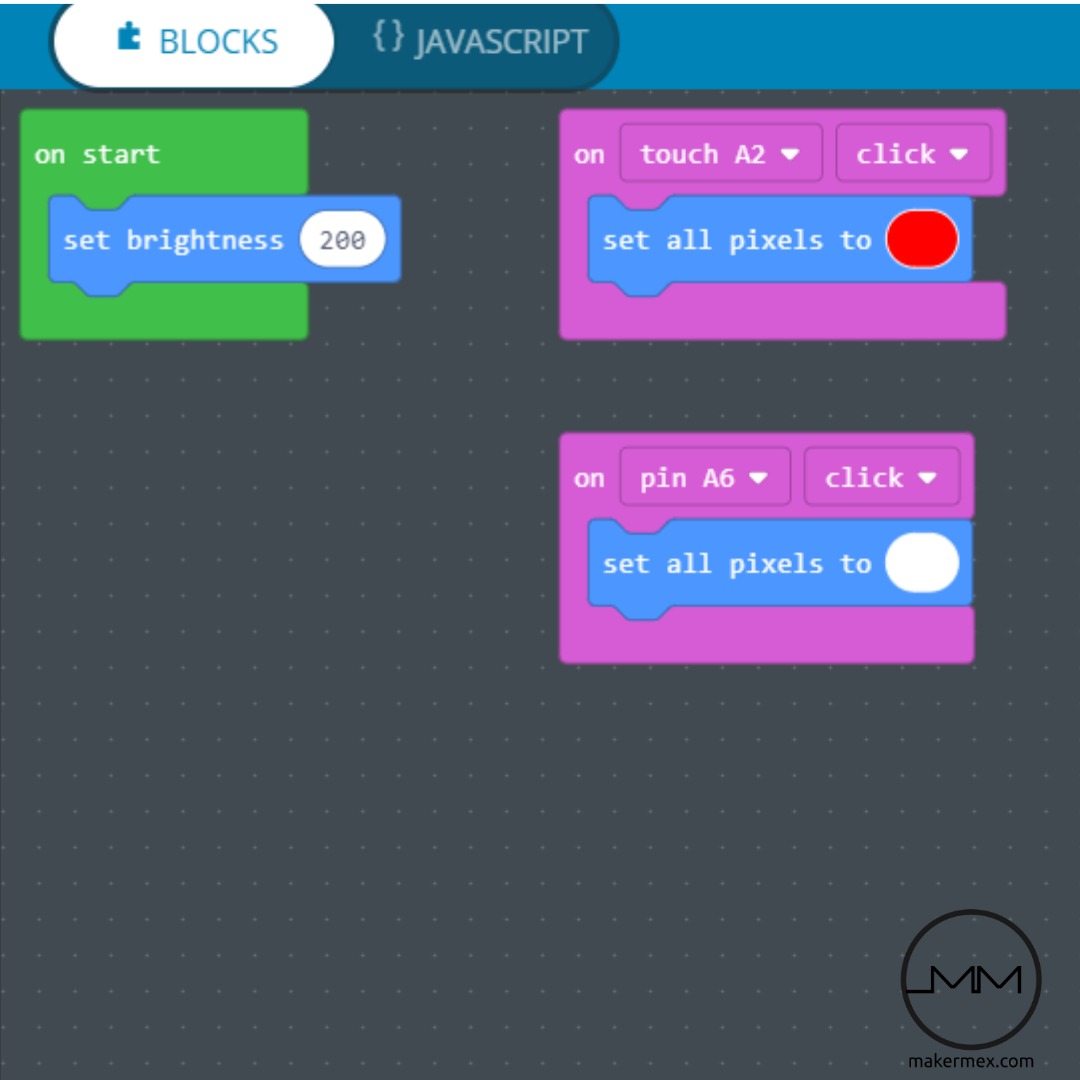 BLOCKS
{} JAVASCRIPT
on start
set brightness 200
on touch A2 click
set all pixels to
on pin A6 click
set all pixels to
MM
makermex.com